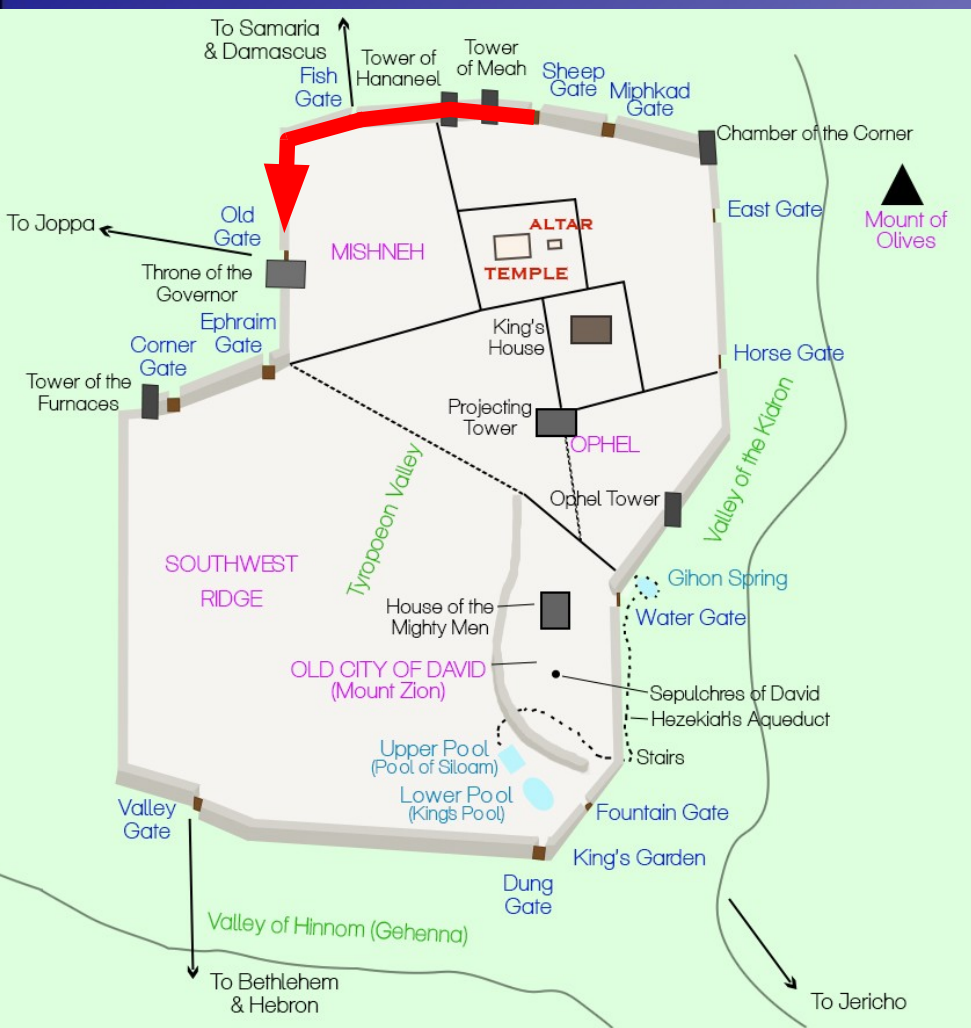 To Samaria
& Damascus
Fish
Gate
Tower of
Hananeel
Tower
of Meah
Sheep
Gate
Miphkad
Gate
Chamber of the Corner
East Gate
Mount of
Olives
To Joppa
Old
Gate
Throne of the
Governor
MISHNEH
ALTAR
TEMPLE
King's
House
Ephraim
Gate
Corner
Gate
Tower of the
Furnaces
Horse Gate
Projecting
Tower
OPHEL
Ophel Tower
Valley of the Kidron
Tyropoeon Valley
SOUTHWEST
RIDGE
Gihon Spring
Water Gate
House of the
Mighty Men
OLD CITY OF DAVID
(Mount Zion)
Sepulchres of David
Hezekiah's Aqueduct
Stairs
Upper Pool
(Pool of Siloam)
Lower Pool
(King's Pool)
Valley
Gate
Fountain Gate
King's Garden
Dung
Gate
Valley of Hinnom (Gehenna)
To Bethlehem
& Hebron
To Jericho